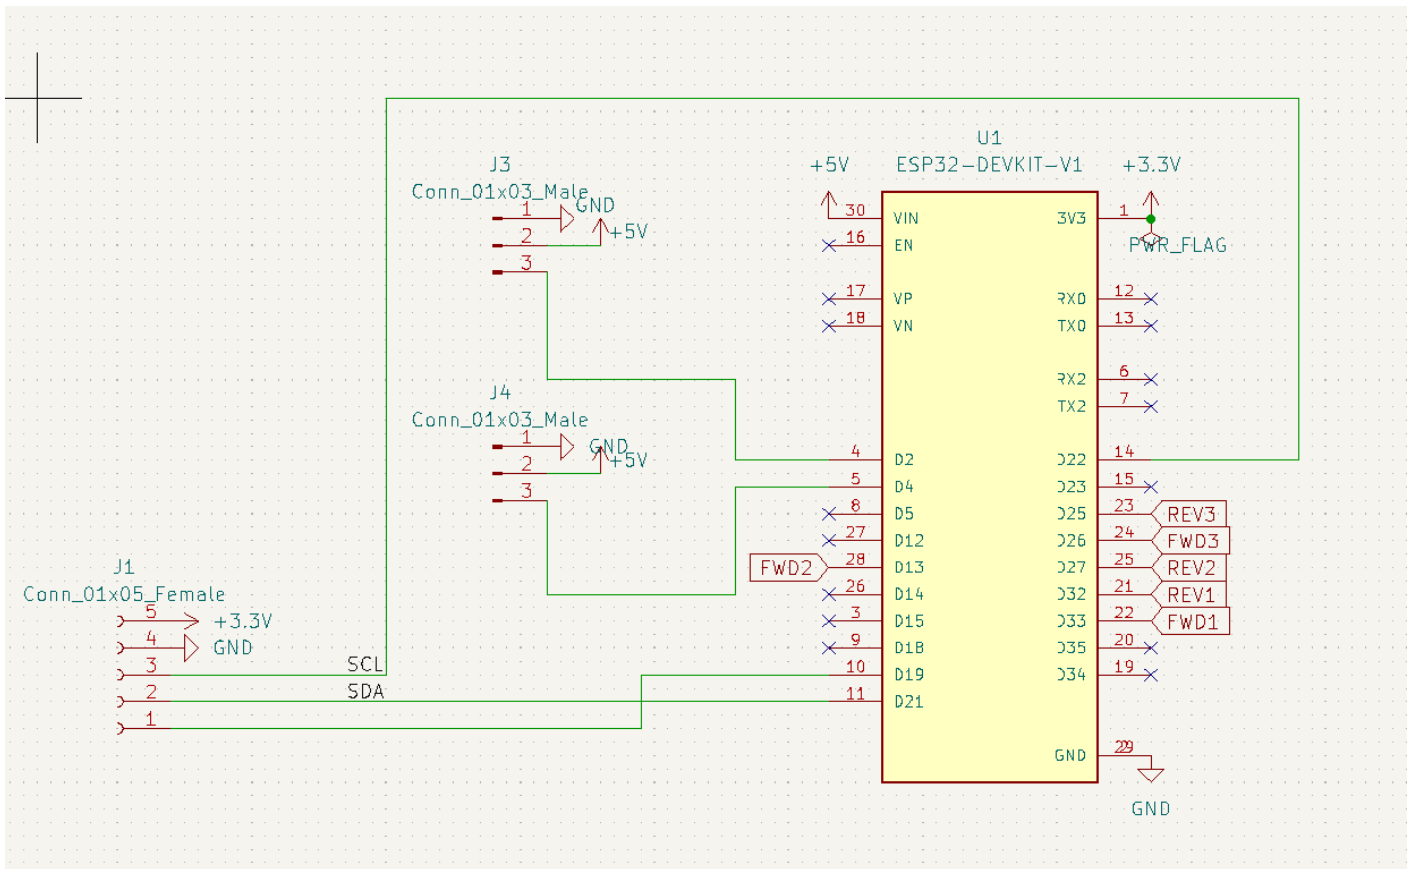 U1
ESP32-DEVKIT-V1
+5V
+3.3V
J3
Conn_01x03_Male
1
GND
2
+5V
3
30
VIN
3V3
1
16
EN
PWR_FLAG
17
VP
RX0
12
18
VN
TX0
13
RX2
6
TX2
7
J4
Conn_01x03_Male
1
GND
2
+5V
3
4
D2
D22
14
5
D4
D23
15
8
D5
D25
23
REV3
27
D12
D26
24
FWD3
FWD2
28
D13
D27
25
REV2
26
D14
D32
21
REV1
3
D15
D33
22
FWD1
9
D18
D35
20
10
D19
D34
19
11
D21
J1
Conn_01x05_Female
5
+3.3V
4
GND
3
SCL
2
SDA
1
GND
GND